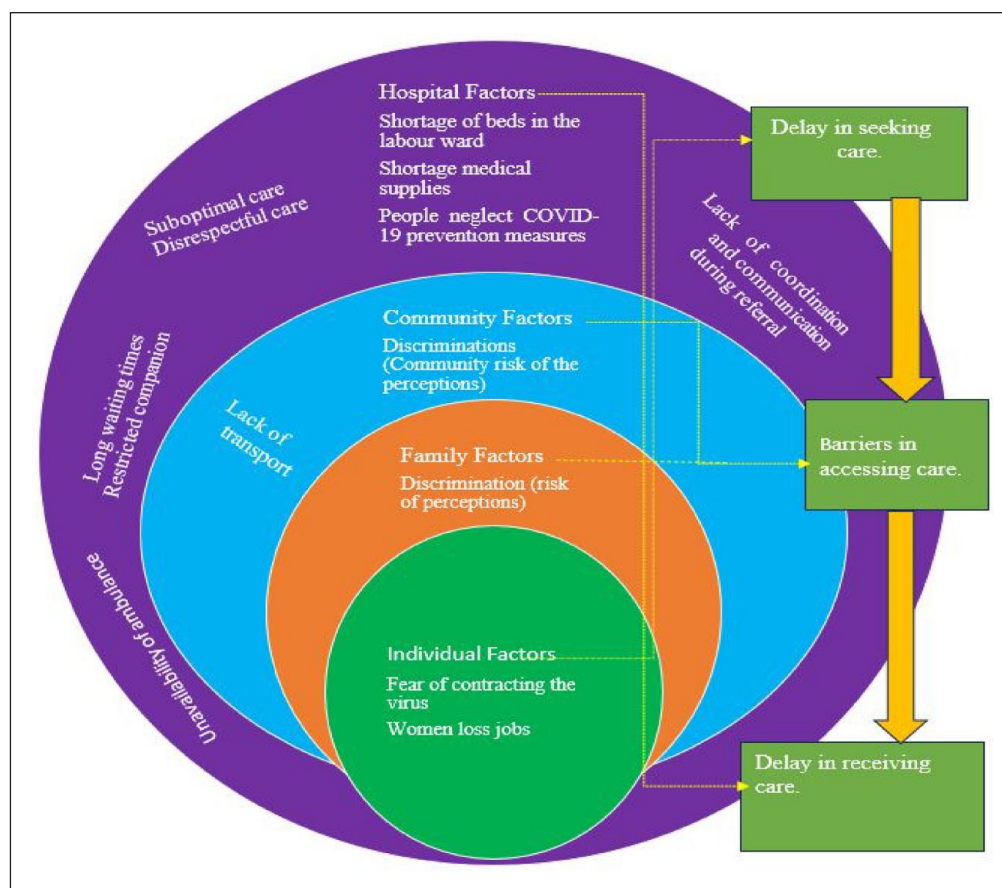 Hospital Factors
Shortage of beds in the
labour ward
Shortage medical
supplies
People neglect COVID-
19 prevention measures
Suboptimal care
Disrespectful care
Lack of coordination
and communication
during referral
Long waiting times
Restricted companion
Unavailability of ambulance
Community Factors
Discriminations
(Community risk of the
perceptions)
Lack of
transport
Family Factors
Discrimination (risk
of perceptions)
Individual Factors
Fear of contracting the
virus
Women loss jobs
Delay in seeking
care.
Barriers in
accessing care.
Delay in receiving
care.